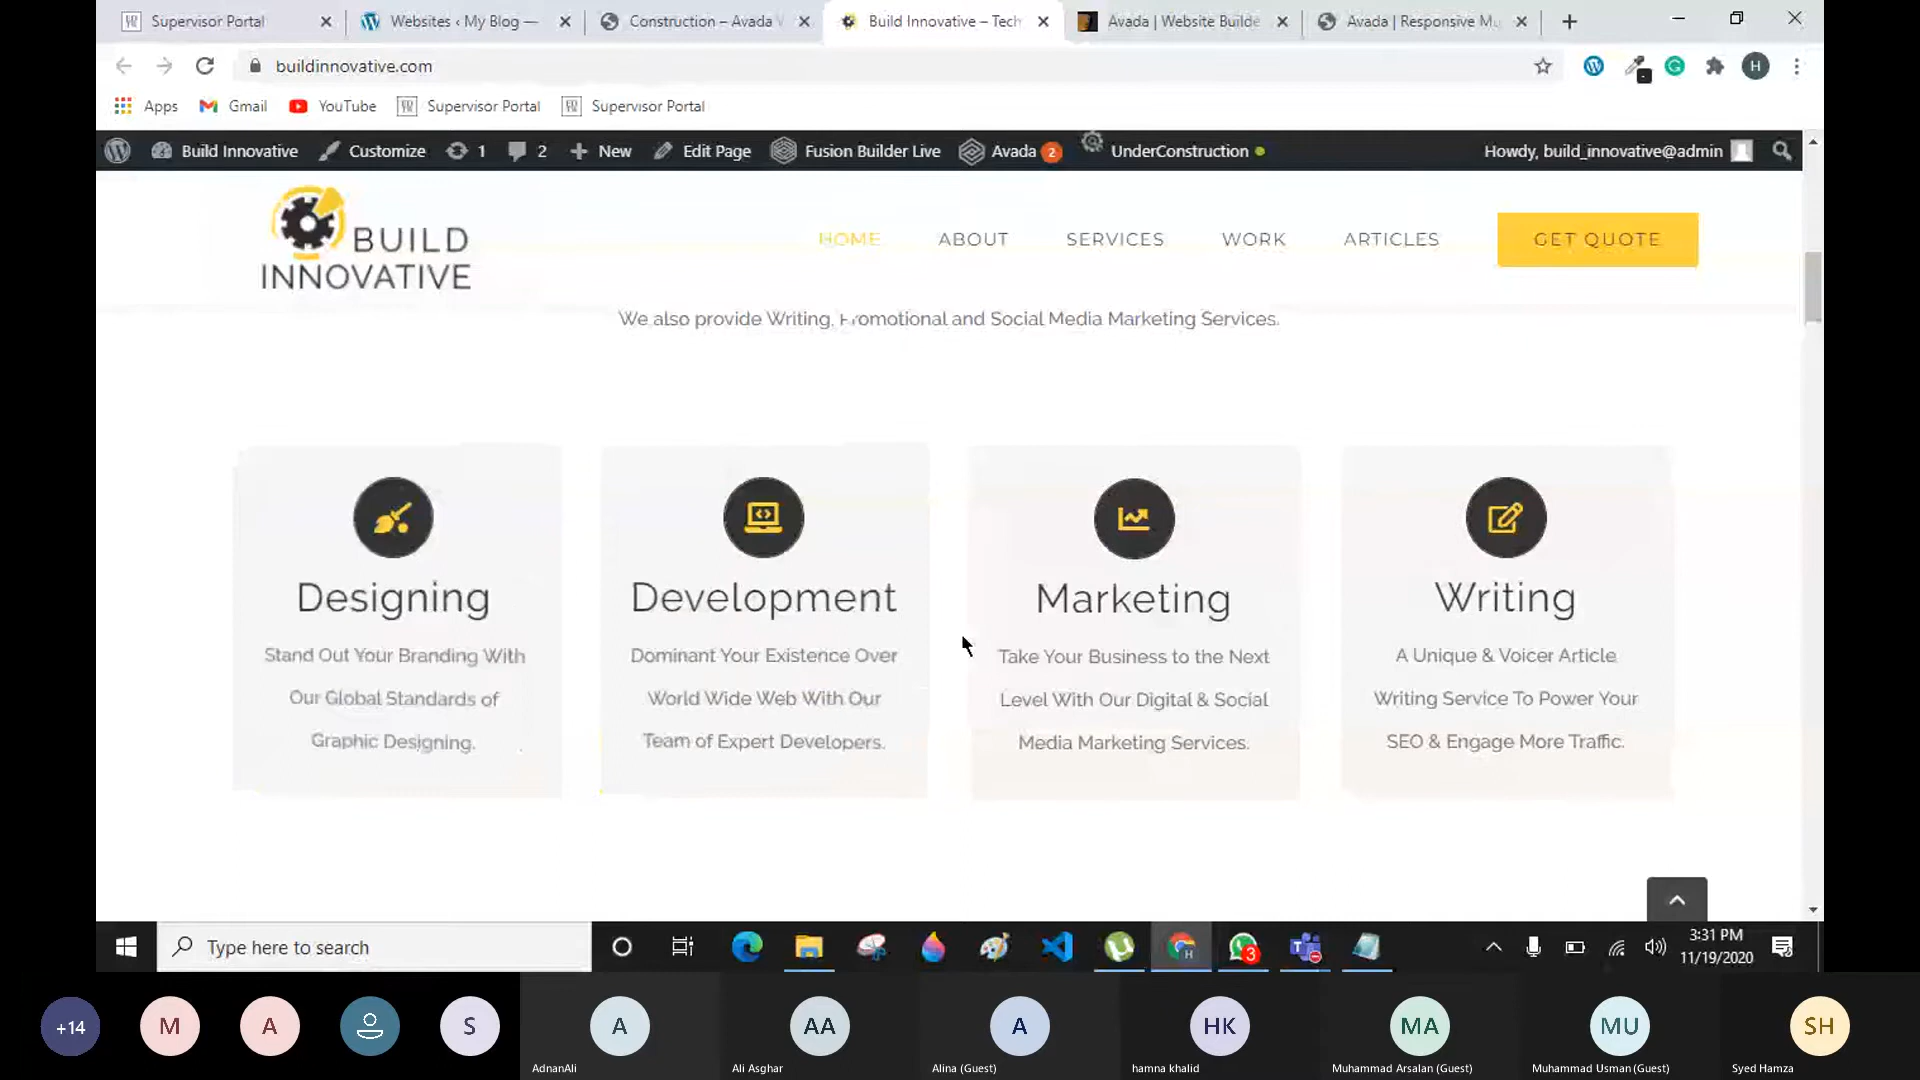 Supervisor Portal
Websites ‹ My Blog —
Construction – Avada
Build Innovative – Tech
Avada | Website Builde
Avada | Responsive Mu
buildinnovative.com
H
Apps
Gmail
YouTube
Supervisor Portal
Supervisor Portal
Build Innovative
Customize
1
2
New
Edit Page
Fusion Builder Live
Avada 2
UnderConstruction
Howdy, build_innovative@admin
BUILD
INNOVATIVE
HOME
ABOUT
SERVICES
WORK
ARTICLES
GET QUOTE
We also provide Writing, Promotional and Social Media Marketing Services.
Designing
Stand Out Your Branding With
Our Global Standards of
Graphic Designing.
Development
Dominant Your Existence Over
World Wide Web With Our
Team of Expert Developers.
Marketing
Take Your Business to the Next
Level With Our Digital & Social
Media Marketing Services.
Writing
A Unique & Voicer Article
Writing Service To Power Your
SEO & Engage More Traffic.
Type here to search
H
3
3:31 PM
11/19/2020
+14
M
A
S
A
AdnanAli
AA
Ali Asghar
A
Alina (Guest)
HK
hamna khalid
MA
Muhammad Arsalan (Guest)
MU
Muhammad Usman (Guest)
SH
Syed Hamza